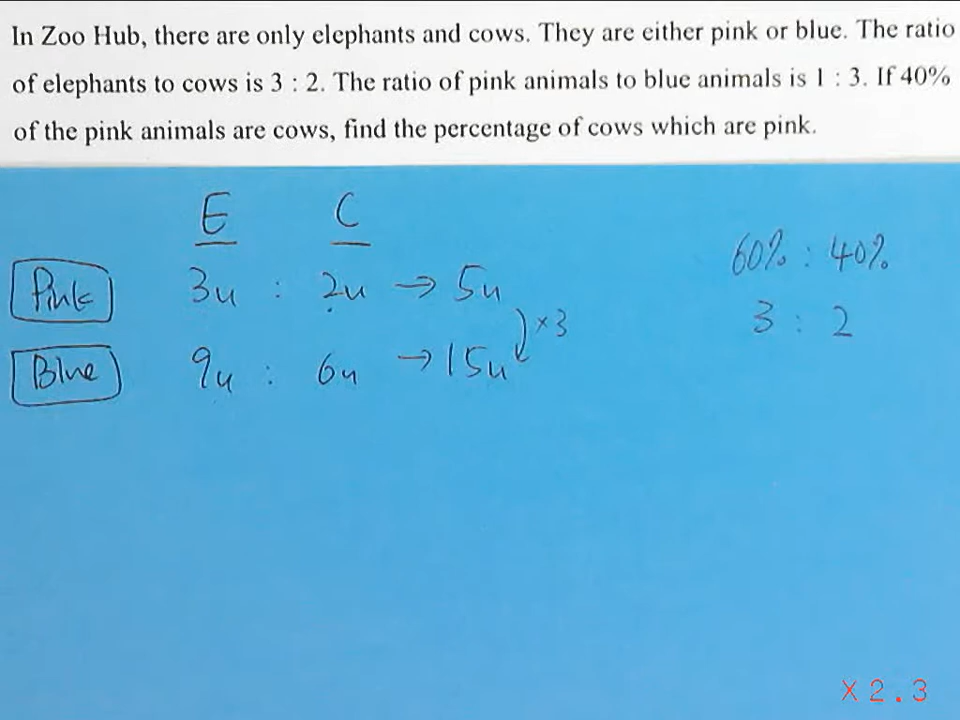 In Zoo Hub, there are only elephants and cows. They are either pink or blue. The ratio
of elephants to cows is 3 : 2. The ratio of pink animals to blue animals is 1 : 3. If 40%
of the pink animals are cows, find the percentage of cows which are pink.
E C
Pink 3u : 2u → 5u
Blue 9u : 6u → 15u
×3
60% : 40%
3 : 2
X2.3